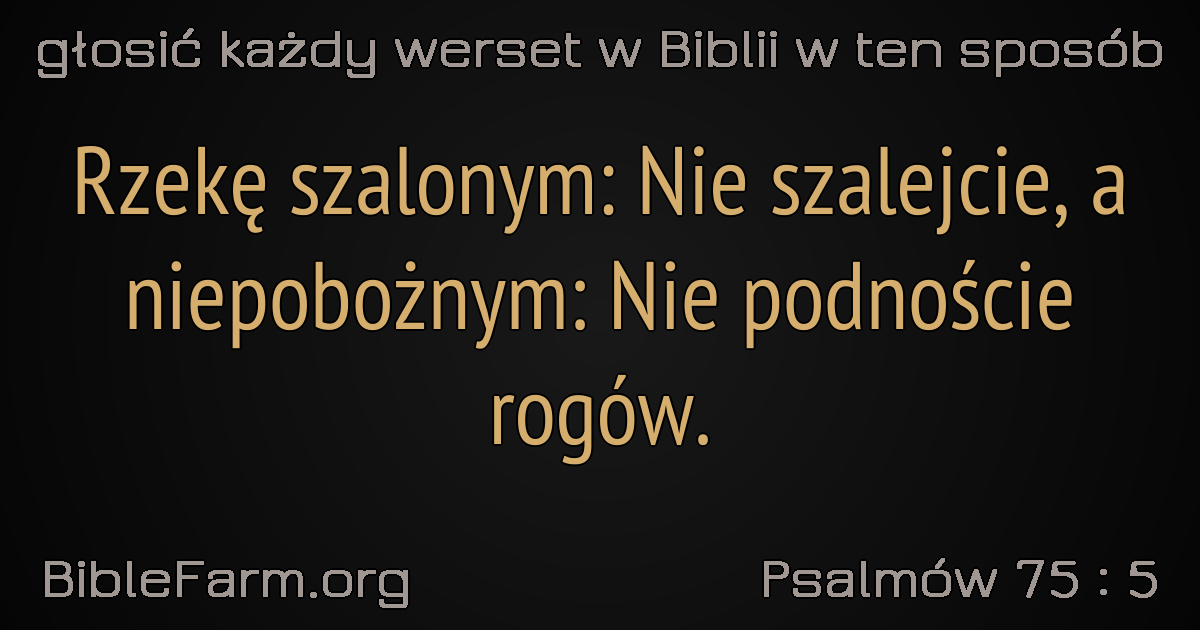 głosić każdy werset w Biblii w ten sposób
Rzekę szalonym: Nie szalejcie, a
niepobożnym: Nie podnoście
rogów.
BibleFarm.org
Psalmów 75 : 5